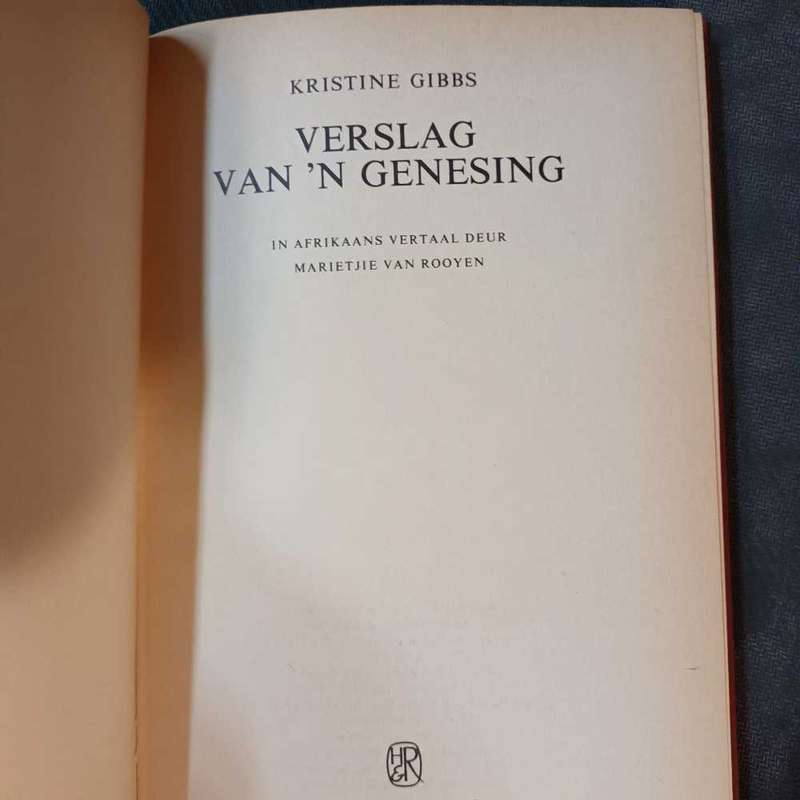 KRISTINE GIBBS
VERSLAG
VAN 'N GENESING
IN AFRIKAANS VERTAAL DEUR
MARIETJIE VAN ROOYEN
H&R